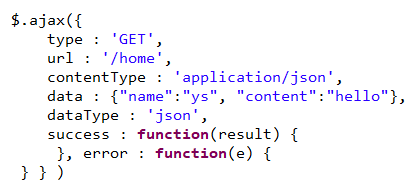 $.ajax({
    type : 'GET',
    url : '/home',
    contentType : 'application/json',
    data : {"name":"ys", "content":"hello"},
    dataType : 'json',
    success : function(result) {
     }, error : function(e) {
 } } )